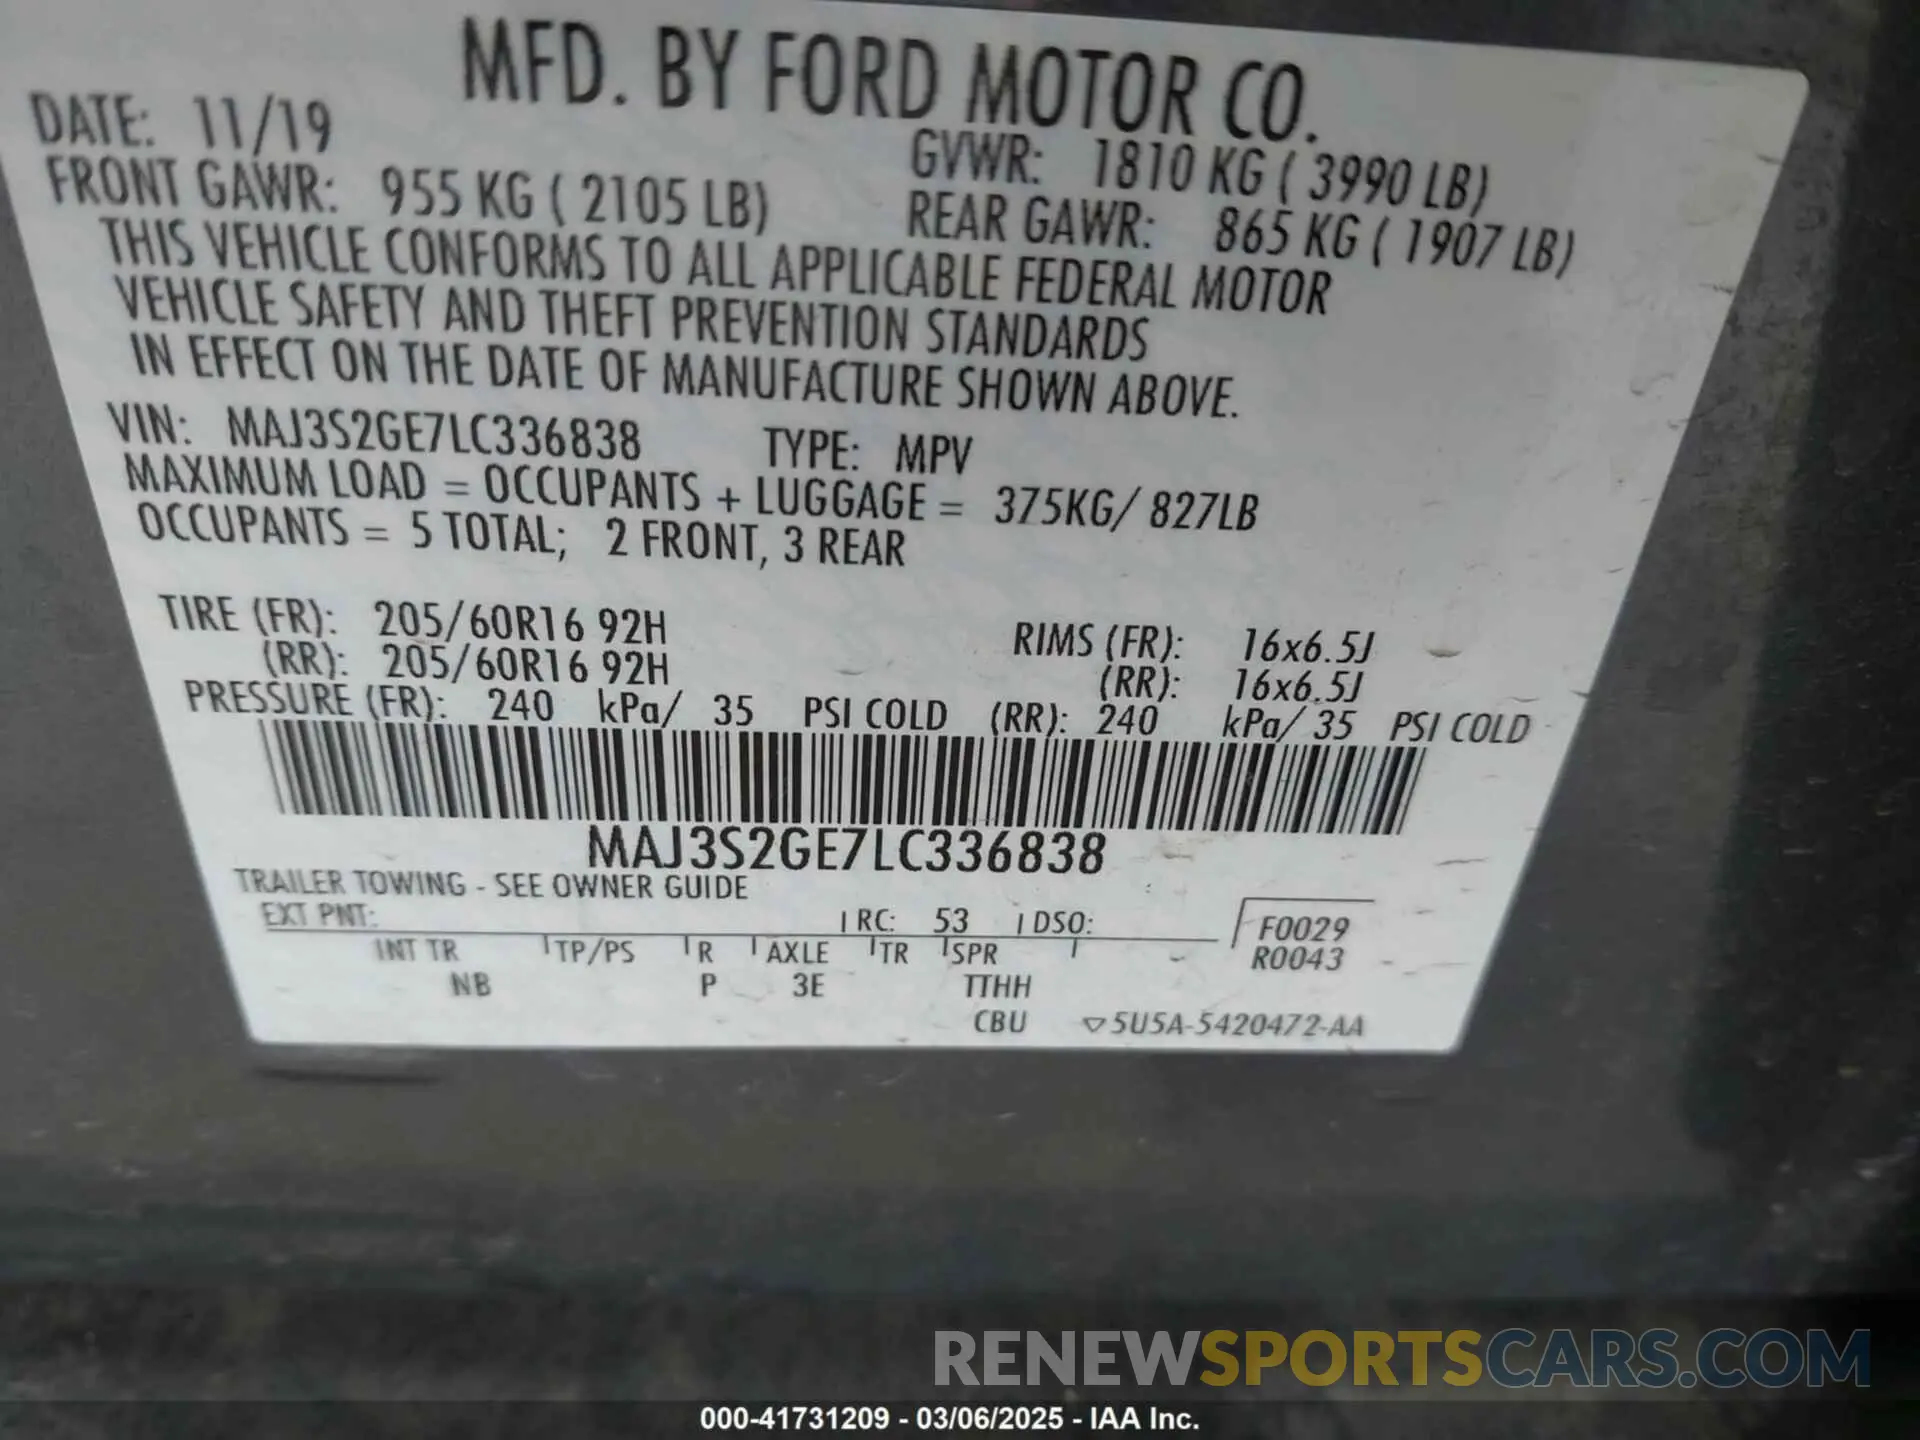 MFD. BY FORD MOTOR CO.
DATE: 11/19 GVWR: 1810 KG ( 3990 LB)
FRONT GAWR: 955 KG ( 2105 LB) REAR GAWR: 865 KG ( 1907 LB)
THIS VEHICLE CONFORMS TO ALL APPLICABLE FEDERAL MOTOR
VEHICLE SAFETY AND THEFT PREVENTION STANDARDS
IN EFFECT ON THE DATE OF MANUFACTURE SHOWN ABOVE.
VIN: MAJ3S2GE7LC336838 TYPE: MPV
MAXIMUM LOAD = OCCUPANTS + LUGGAGE = 375KG/ 827LB
OCCUPANTS = 5 TOTAL; 2 FRONT, 3 REAR
TIRE (FR): 205/60R16 92H RIMS (FR): 16x6.5J
(RR): 205/60R16 92H (RR): 16x6.5J
PRESSURE (FR): 240 kPa/ 35 PSI COLD (RR): 240 kPa/ 35 PSI COLD
MAJ3S2GE7LC336838
TRAILER TOWING - SEE OWNER GUIDE
EXT PNT: RC: 53 DSO: F0029
INT TR TP/PS R AXLE TR SPR R0043
NB P 3E TTHH
CBU ▽5U5A-5420472-AA
RENEWSPORTSCARS.COM
000-41731209 - 03/06/2025 - IAA Inc.